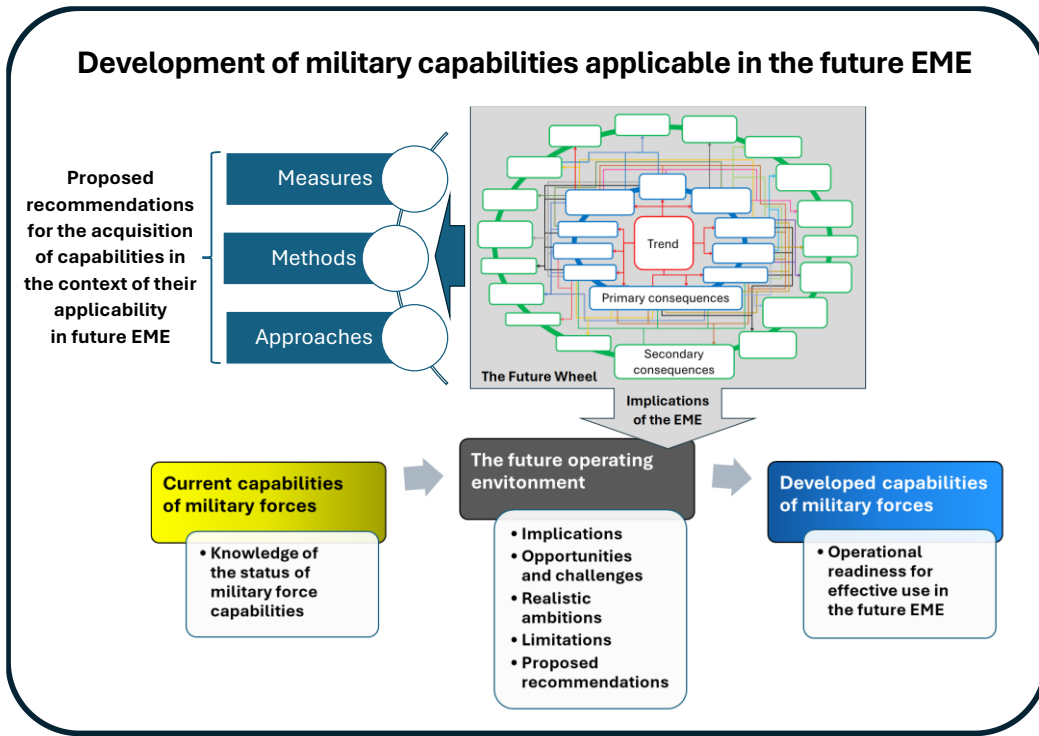 Development of military capabilities applicable in the future EME
Proposed
recommendations
for the acquisition
of capabilities in
the context of their
applicability
in future EME
Measures
Methods
Approaches
Trend
Primary consequences
Secondary
consequences
The Future Wheel
Implications
of the EME
Current capabilities
of military forces
• Knowledge of
the status of
military force
capabilities
The future operating
envitonment
• Implications
• Opportunities
and challenges
• Realistic
ambitions
• Limitations
• Proposed
recommendations
Developed capabilities
of military forces
• Operational
readiness for
effective use in
the future EME